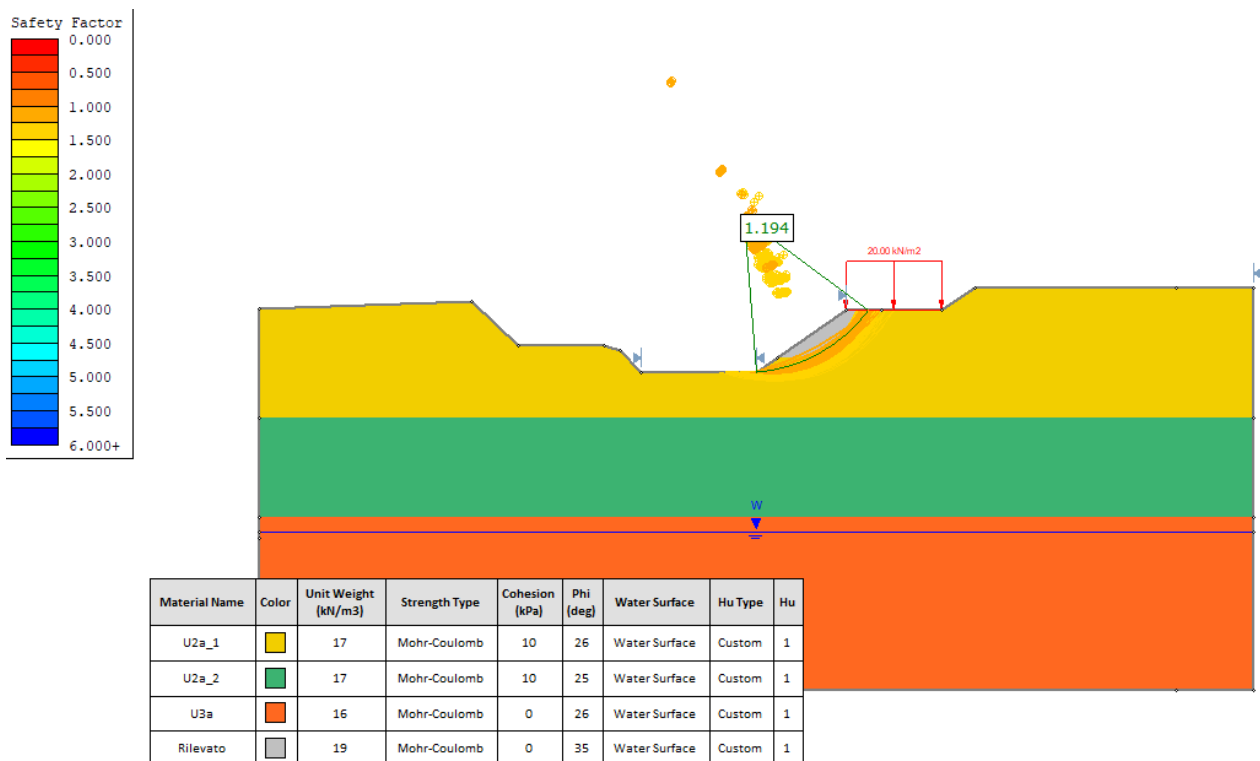 Safety Factor
0.000
0.500
1.000
1.500
2.000
2.500
3.000
3.500
4.000
4.500
5.000
5.500
6.000+
1.194
20.00 kN/m2
W
Material Name Color Unit Weight (kN/m3) Strength Type Cohesion (kPa) Phi (deg) Water Surface Hu Type Hu
U2a_1 17 Mohr-Coulomb 10 26 Water Surface Custom 1
U2a_2 17 Mohr-Coulomb 10 25 Water Surface Custom 1
U3a 16 Mohr-Coulomb 0 26 Water Surface Custom 1
Rilevato 19 Mohr-Coulomb 0 35 Water Surface Custom 1